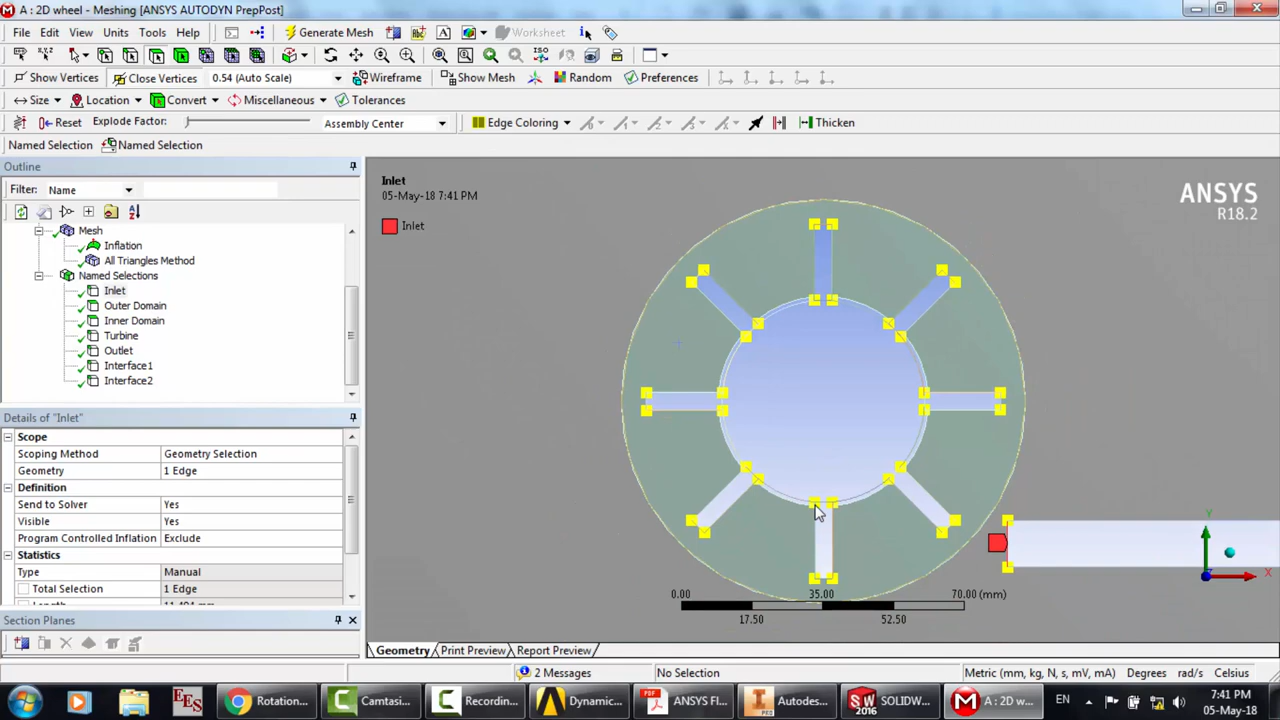 A : 2D wheel - Meshing [ANSYS AUTODYN PrepPost]
File Edit View Units Tools Help Generate Mesh A Worksheet i
ISO
Show Vertices Close Vertices 0.54 (Auto Scale) Wireframe Show Mesh Random Preferences
Size Location Convert Miscellaneous Tolerances
Reset Explode Factor: Assembly Center Edge Coloring Thicken
Named Selection Named Selection
Outline
Filter: Name
Mesh
Inflation
All Triangles Method
Named Selections
Inlet
Outer Domain
Inner Domain
Turbine
Outlet
Interface1
Interface2
Details of "Inlet"
Scope
Scoping Method Geometry Selection
Geometry 1 Edge
Definition
Send to Solver Yes
Visible Yes
Program Controlled Inflation Exclude
Statistics
Type Manual
Total Selection 1 Edge
Section Planes
Inlet
05-May-18 7:41 PM
Inlet
ANSYS
R18.2
Y
X
0.00 35.00 70.00 (mm)
17.50 52.50
Geometry Print Preview Report Preview
2 Messages No Selection Metric (mm, kg, N, s, mV, mA) Degrees rad/s Celsius
EES Rotation... Camtasi... Recordin... Dynamic... ANSYS Fl... Autodes... SOLIDW... 2016 A : 2D w... EN 7:41 PM
05-May-18